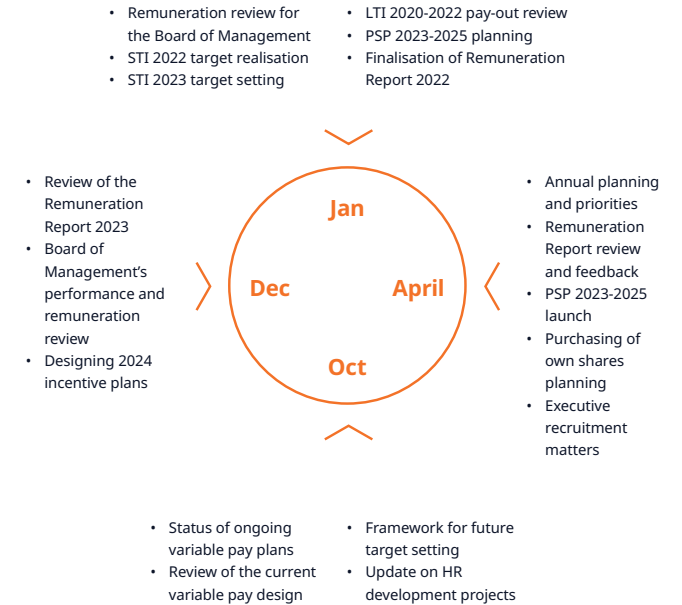 • Remuneration review for
the Board of Management
• STI 2022 target realisation
• STI 2023 target setting
• LTI 2020-2022 pay-out review
• PSP 2023-2025 planning
• Finalisation of Remuneration
Report 2022
Jan
• Review of the
Remuneration
Report 2023
• Board of
Management’s
performance and
remuneration
review
• Designing 2024
incentive plans
Dec
April
• Annual planning
and priorities
• Remuneration
Report review
and feedback
• PSP 2023-2025
launch
• Purchasing of
own shares
planning
• Executive
recruitment
matters
Oct
• Status of ongoing
variable pay plans
• Review of the current
variable pay design
• Framework for future
target setting
• Update on HR
development projects